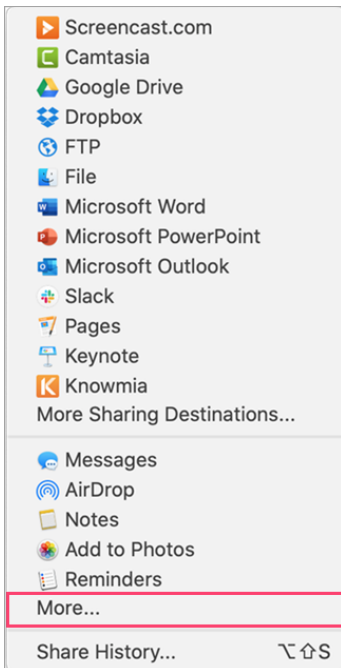 Screencast.com
Camtasia
Google Drive
Dropbox
FTP
File
Microsoft Word
Microsoft PowerPoint
Microsoft Outlook
Slack
Pages
Keynote
Knowmia
More Sharing Destinations...
Messages
AirDrop
Notes
Add to Photos
Reminders
More...
Share History... ⌥⇧S